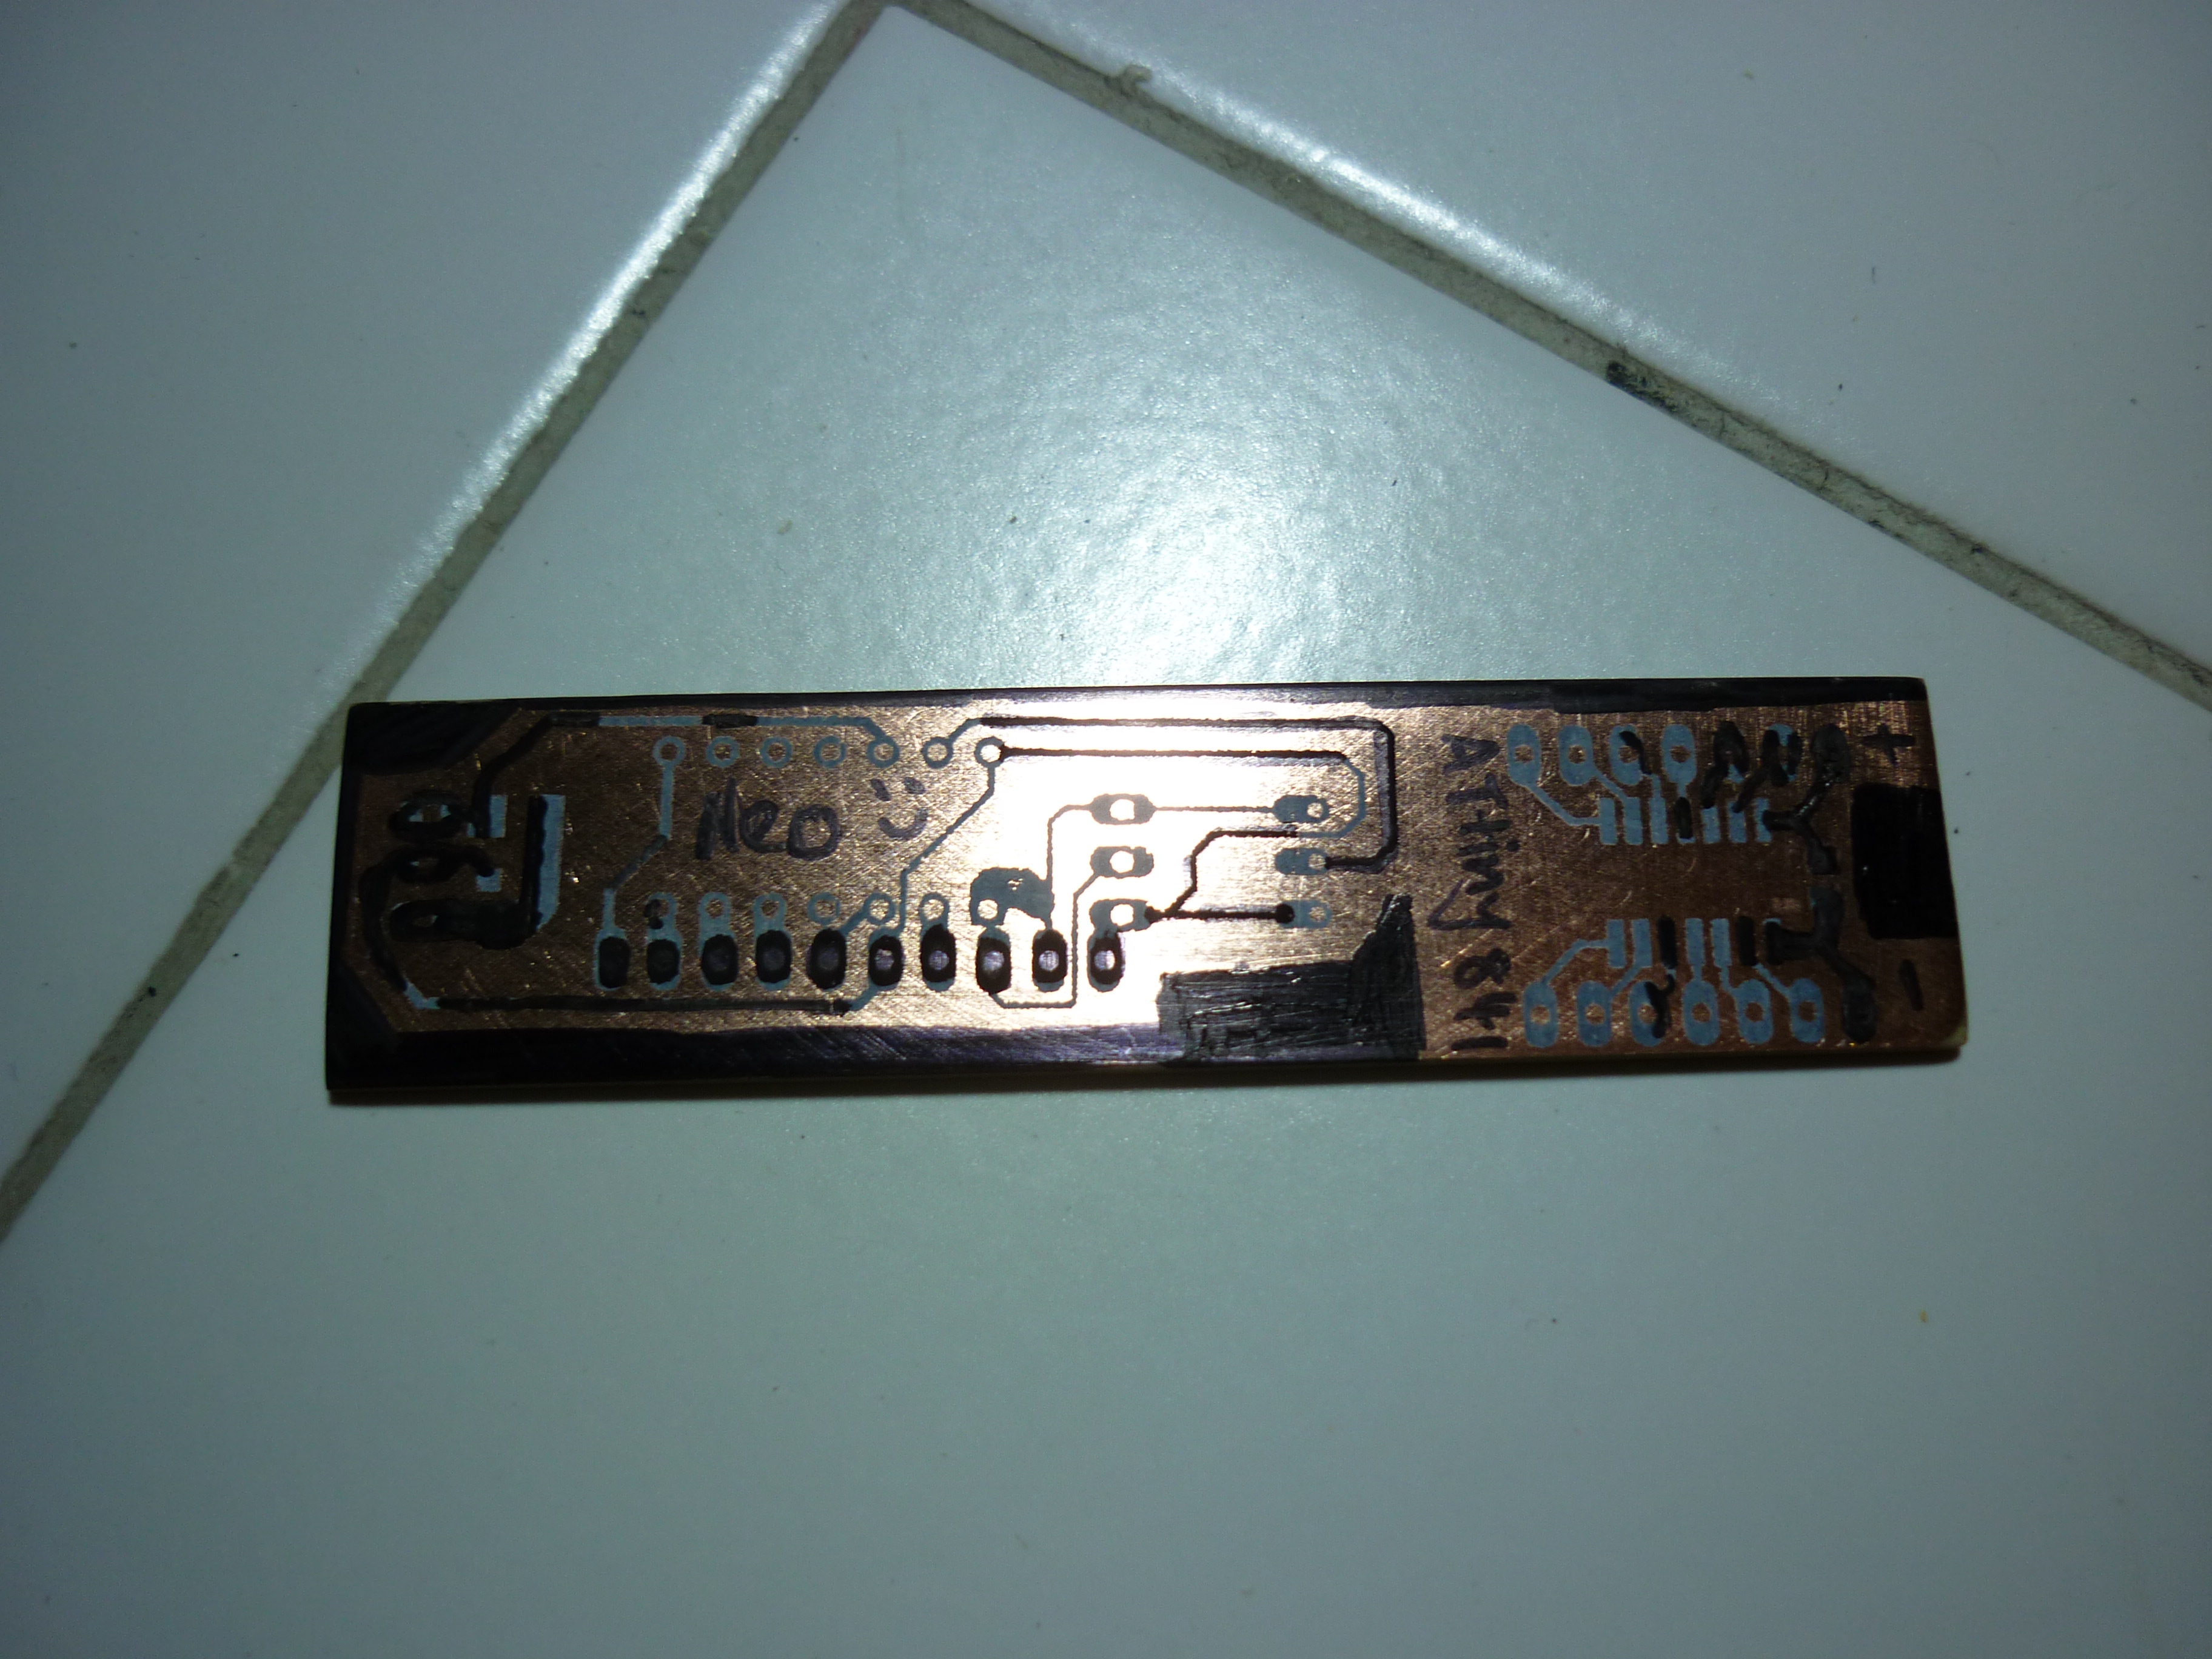 Neo :)
ATtiny 841
+
-